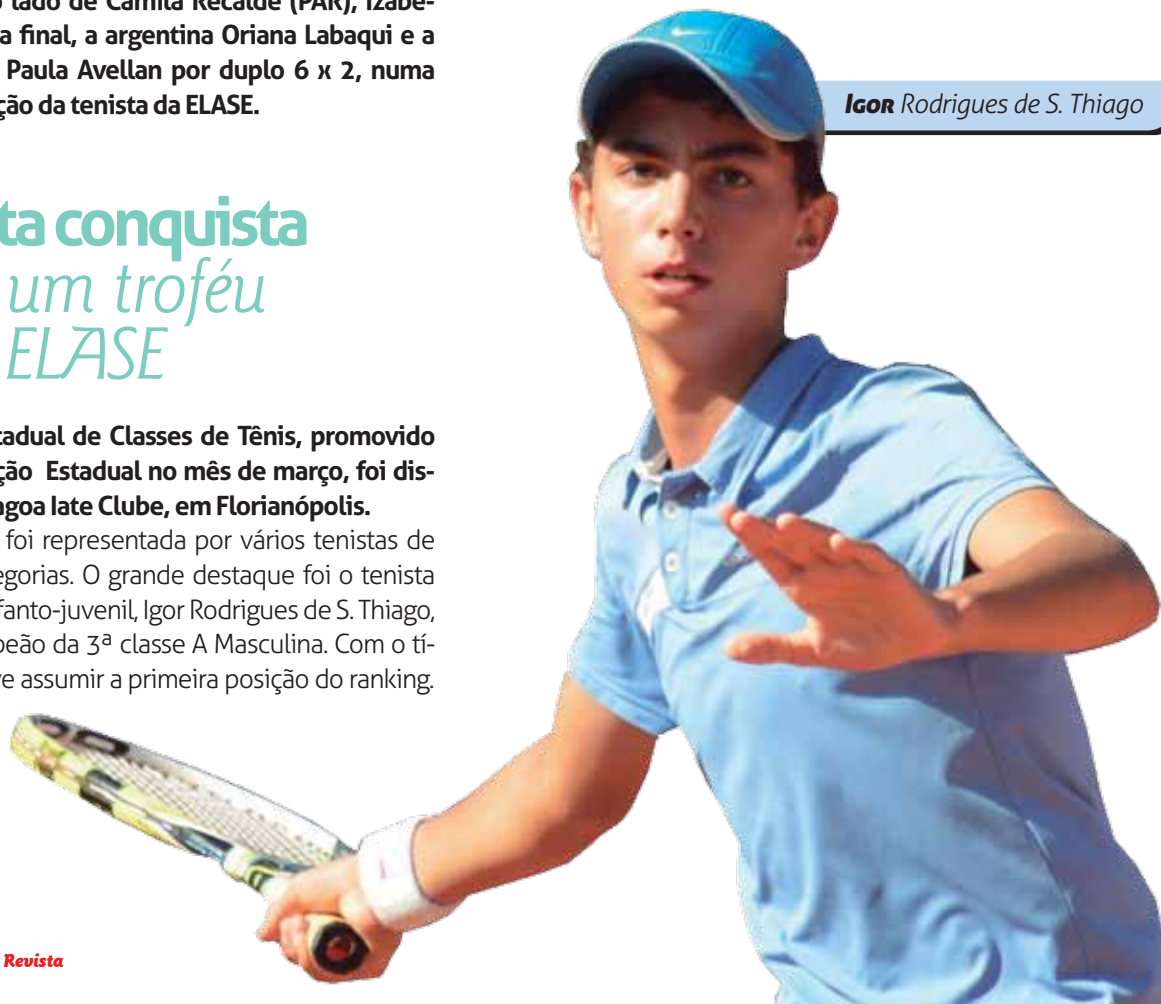 o lado de Camila Recalde (PAR), Izabe-
a final, a argentina Oriana Labaqui e a
Paula Avellan por duplo 6 x 2, numa
ção da tenista da ELASE.
IGOR Rodrigues de S. Thiago
ta conquista
um troféu
ELASE
tadual de Classes de Tênis, promovido
ção Estadual no mês de março, foi dis-
agoa Iate Clube, em Florianópolis.
foi representada por vários tenistas de
egorias. O grande destaque foi o tenista
fanto-juvenil, Igor Rodrigues de S. Thiago,
peão da 3ª classe A Masculina. Com o tí-
ve assumir a primeira posição do ranking.
Revista